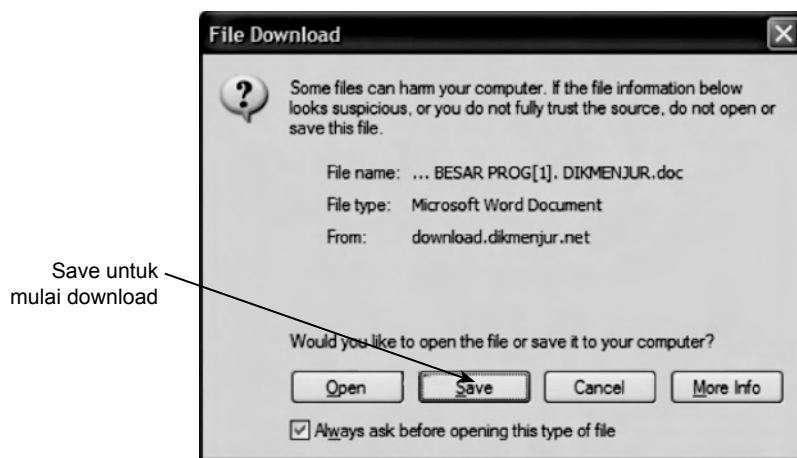 File Download
Some files can harm your computer. If the file information below
looks suspicious, or you do not fully trust the source, do not open or
save this file.
File name: ... BESAR PROG[1]. DIKMENJUR.doc
File type: Microsoft Word Document
From: download.dikmenjur.net
Save untuk
mulai download
Would you like to open the file or save it to your computer?
Open Save Cancel More Info
Always ask before opening this type of file